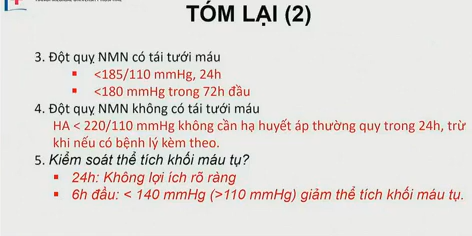 TÓM LẠI (2)
3. Đột quỵ NMN có tái tưới máu
▪ <185/110 mmHg, 24h
▪ <180 mmHg trong 72h đầu
4. Đột quỵ NMN không có tái tưới máu
HA < 220/110 mmHg không cần hạ huyết áp thường quy trong 24h, trừ
khi nếu có bệnh lý kèm theo.
5. Kiểm soát thể tích khối máu tụ?
▪ 24h: Không lợi ích rõ ràng
▪ 6h đầu: < 140 mmHg (>110 mmHg) giảm thể tích khối máu tụ.